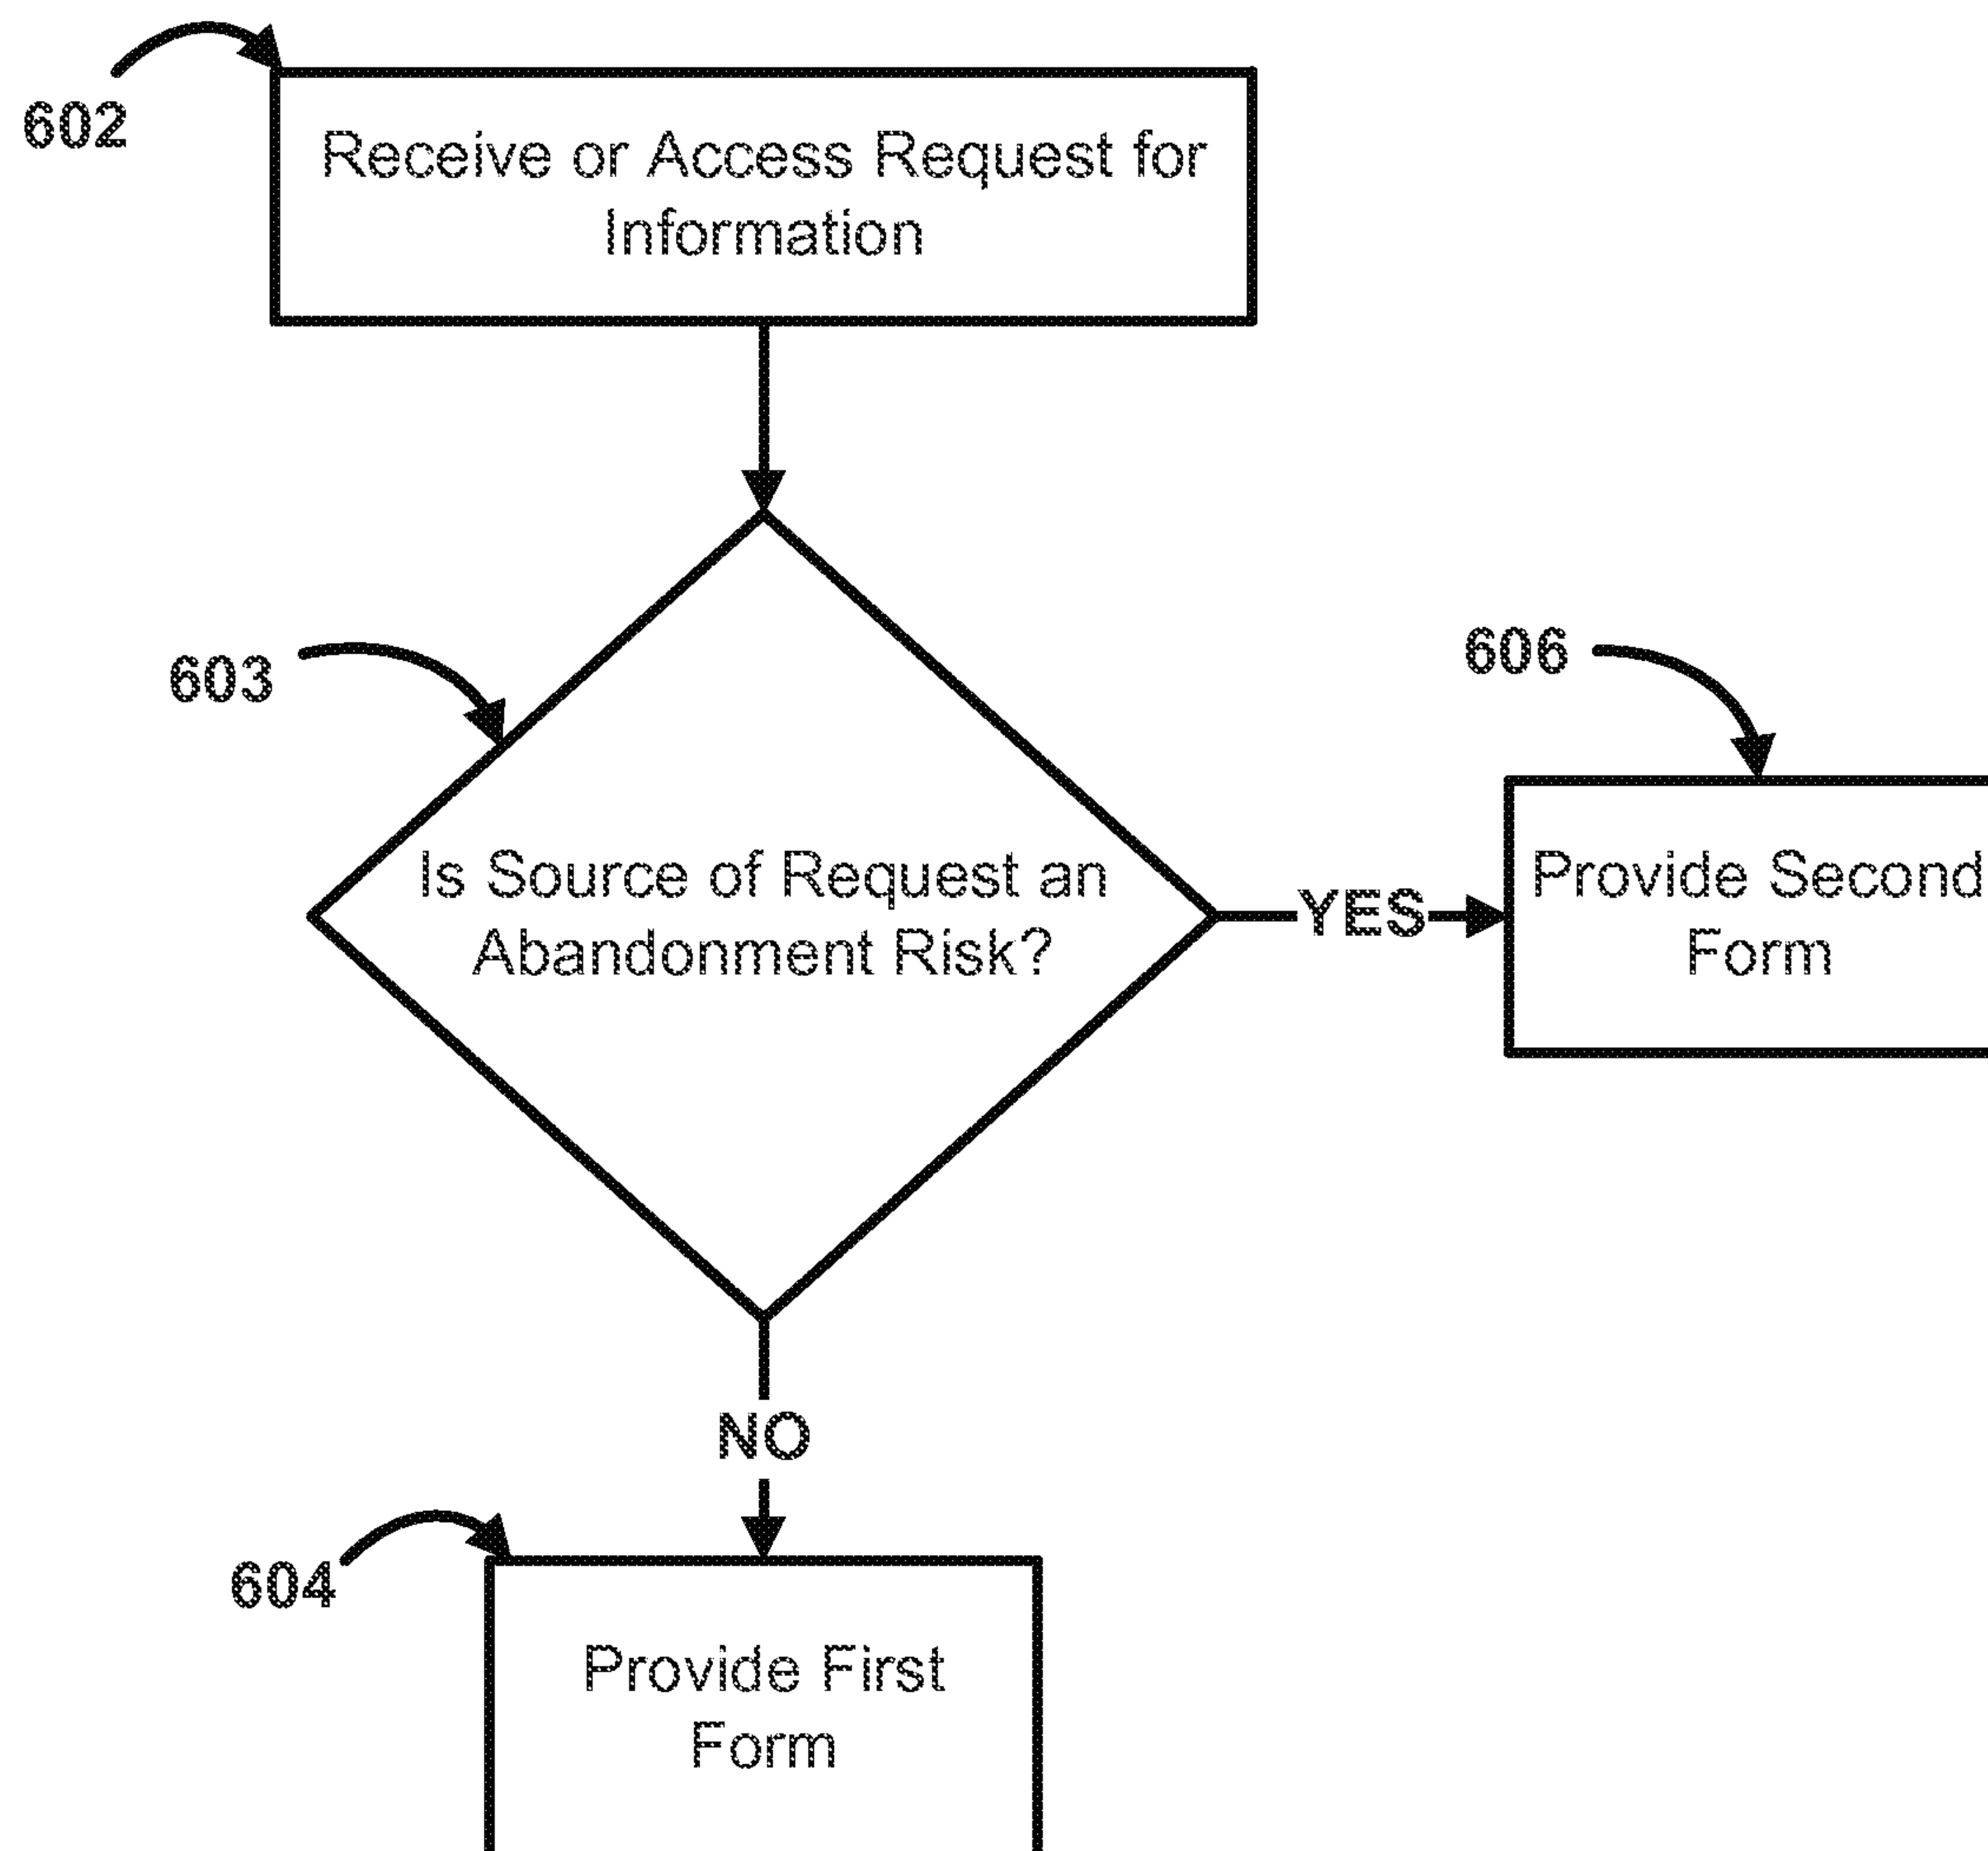 602
Receive or Access Request for
Information
603
606
Is Source of Request an
Abandonment Risk?
YES
Provide Second
Form
NO
604
Provide First
Form